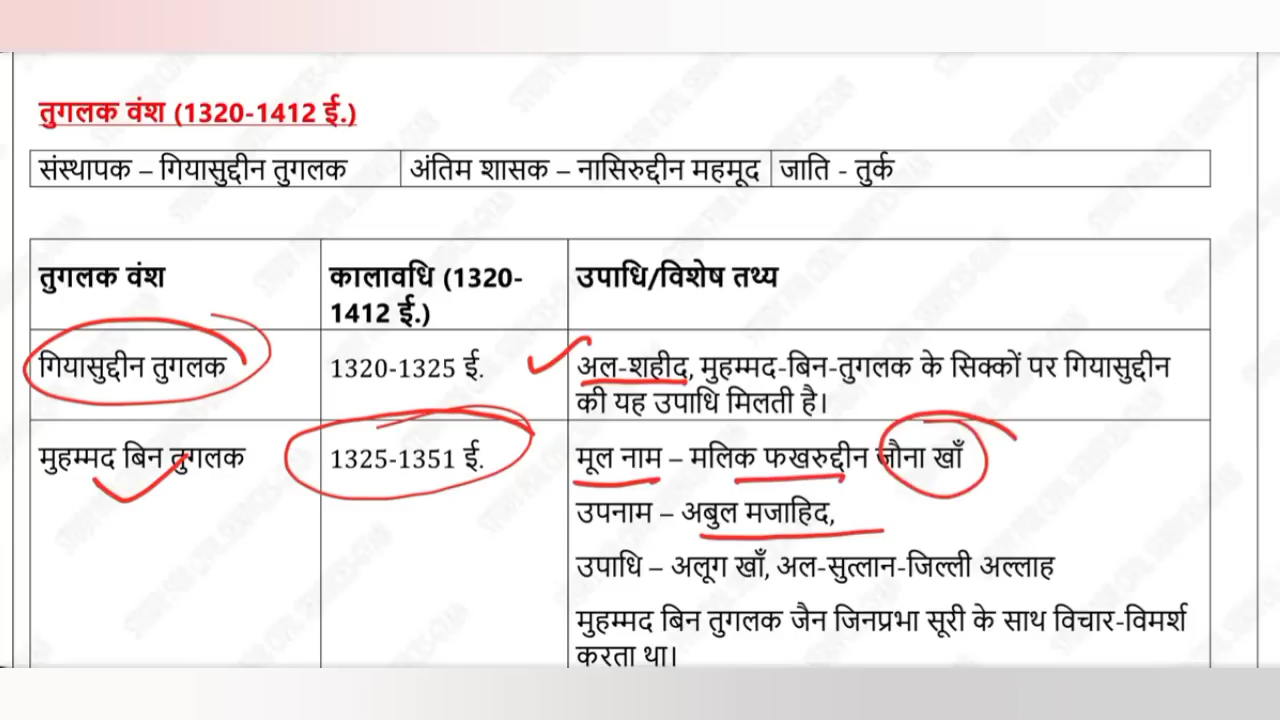 तुगलक वंश (1320-1412 ई.)
संस्थापक – गियासुद्दीन तुगलक अंतिम शासक – नासिरुद्दीन महमूद जाति - तुर्क
तुगलक वंश कालावधि (1320- उपाधि/विशेष तथ्य
1412 ई.)
गियासुद्दीन तुगलक 1320-1325 ई. अल-शहीद, मुहम्मद-बिन-तुगलक के सिक्कों पर गियासुद्दीन
की यह उपाधि मिलती है।
मुहम्मद बिन तुगलक 1325-1351 ई. मूल नाम – मलिक फखरुद्दीन जौना खाँ
उपनाम – अबुल मजाहिद,
उपाधि – अलूग खाँ, अल-सुत्लान-जिल्ली अल्लाह
मुहम्मद बिन तुगलक जैन जिनप्रभा सूरी के साथ विचार-विमर्श
करता था।